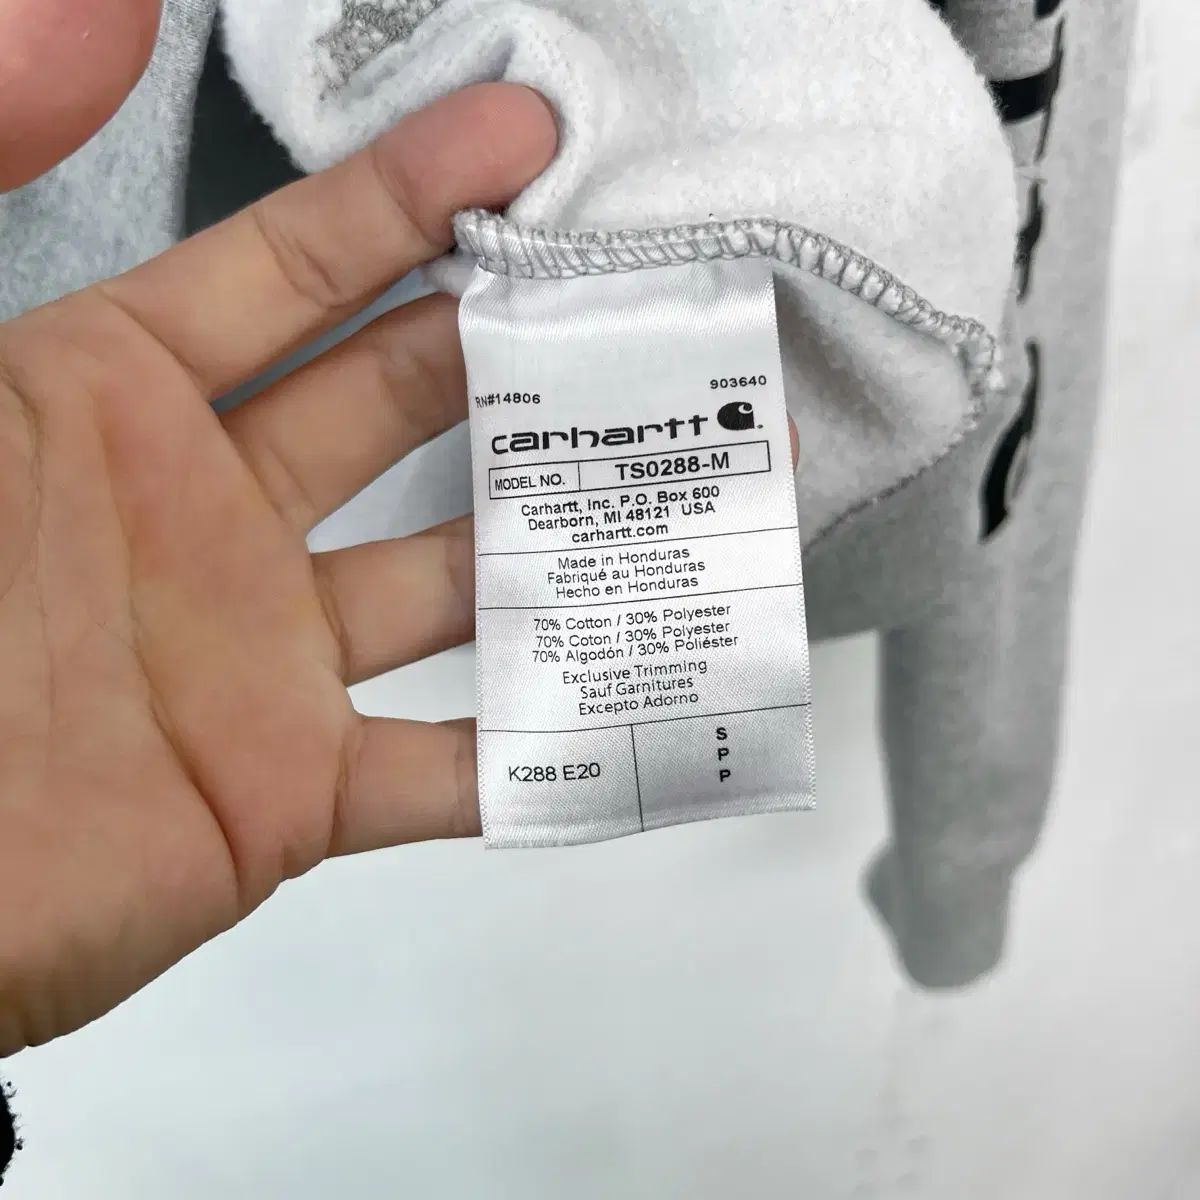 RN#14806
903640
carhartt
MODEL NO. TS0288-M
Carhartt, Inc. P.O. Box 600
Dearborn, MI 48121 USA
carhartt.com
Made in Honduras
Fabriqué au Honduras
Hecho en Honduras
70% Cotton / 30% Polyester
70% Coton / 30% Polyester
70% Algodón / 30% Poliéster
Exclusive Trimming
Sauf Garnitures
Excepto Adorno
K288 E20
S
P
P